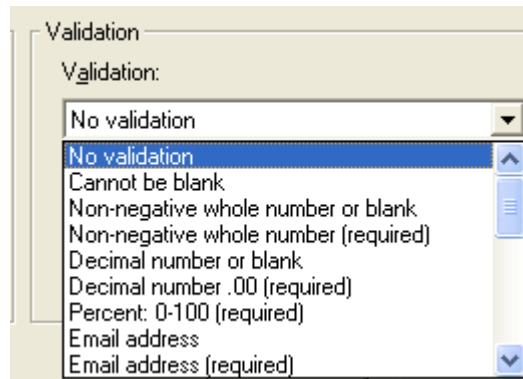 Validation
Validation:
No validation
No validation
Cannot be blank
Non-negative whole number or blank
Non-negative whole number (required)
Decimal number or blank
Decimal number .00 (required)
Percent: 0-100 (required)
Email address
Email address (required)